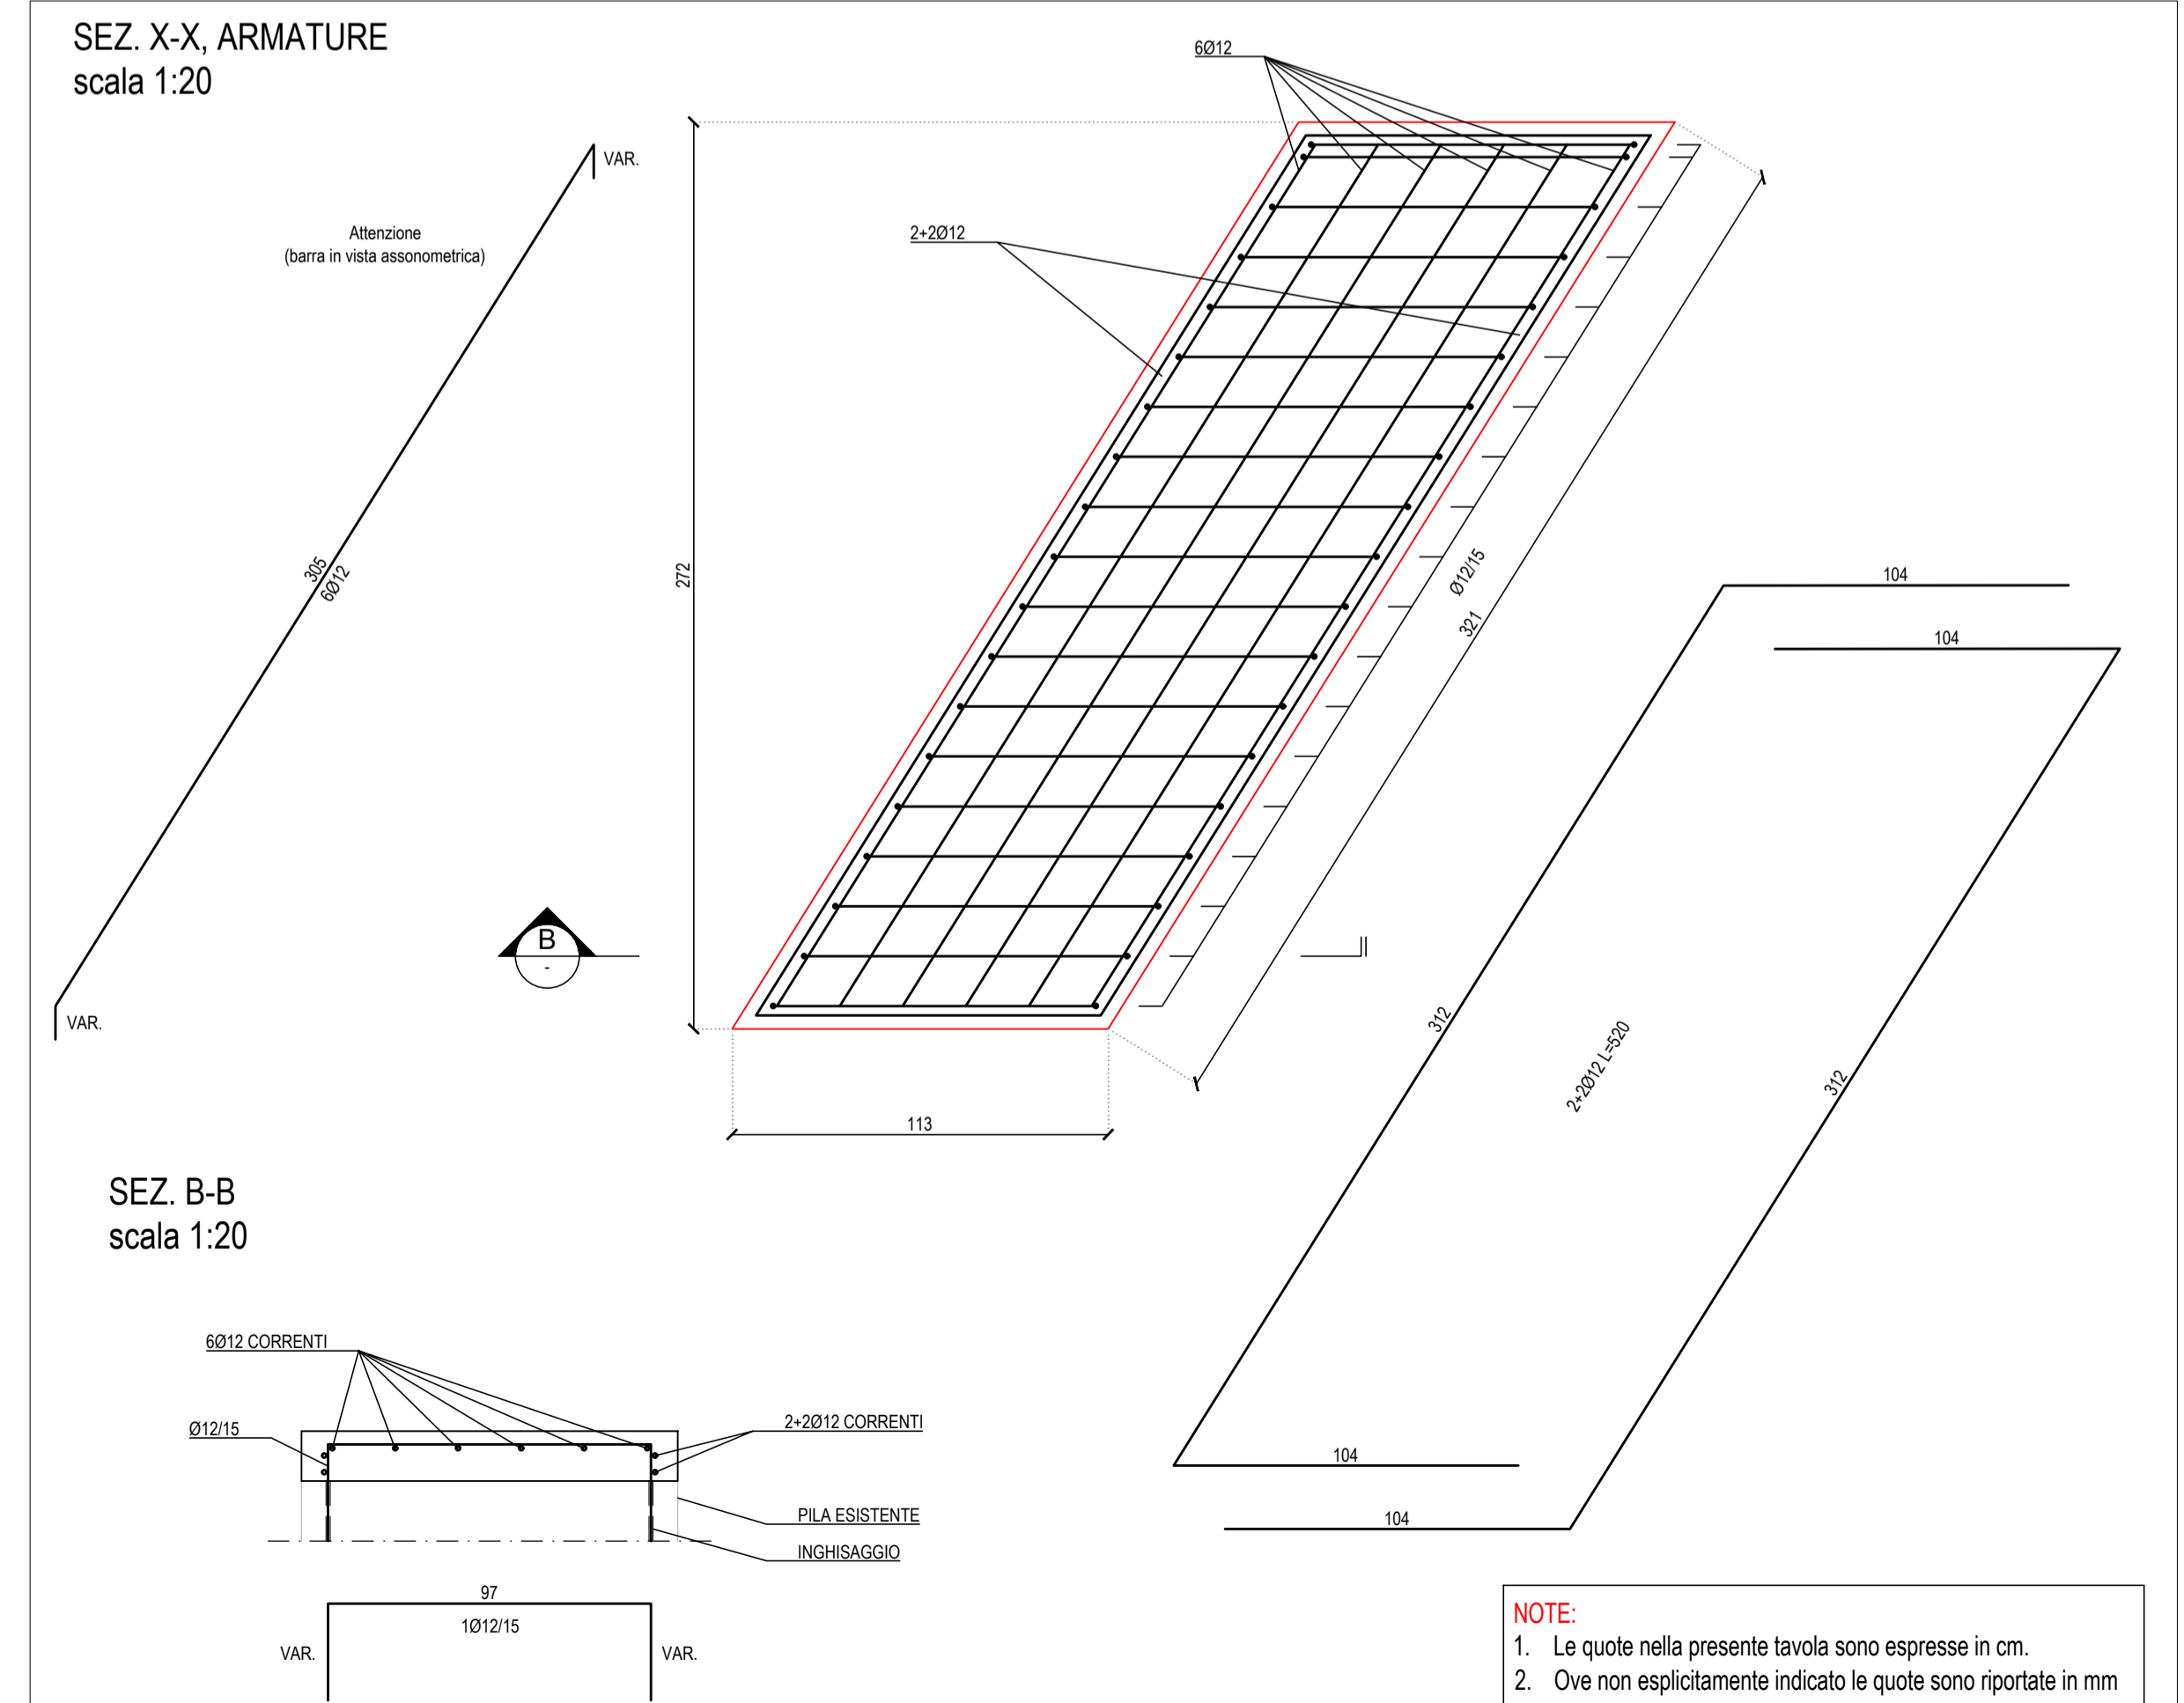 SEZ. X-X, ARMATURE
scala 1:20
6Ø12
VAR.
Attenzione
(barra in vista assonometrica)
2+2Ø12
305
6Ø12
272
Ø12/15
321
104
104
B
-
VAR.
312
2+2Ø12 L=520
312
113
SEZ. B-B
scala 1:20
6Ø12 CORRENTI
Ø12/15
2+2Ø12 CORRENTI
104
PILA ESISTENTE
104
INGHISAGGIO
97
1Ø12/15
VAR.
VAR.
NOTE:
1. Le quote nella presente tavola sono espresse in cm.
2. Ove non esplicitamente indicato le quote sono riportate in mm